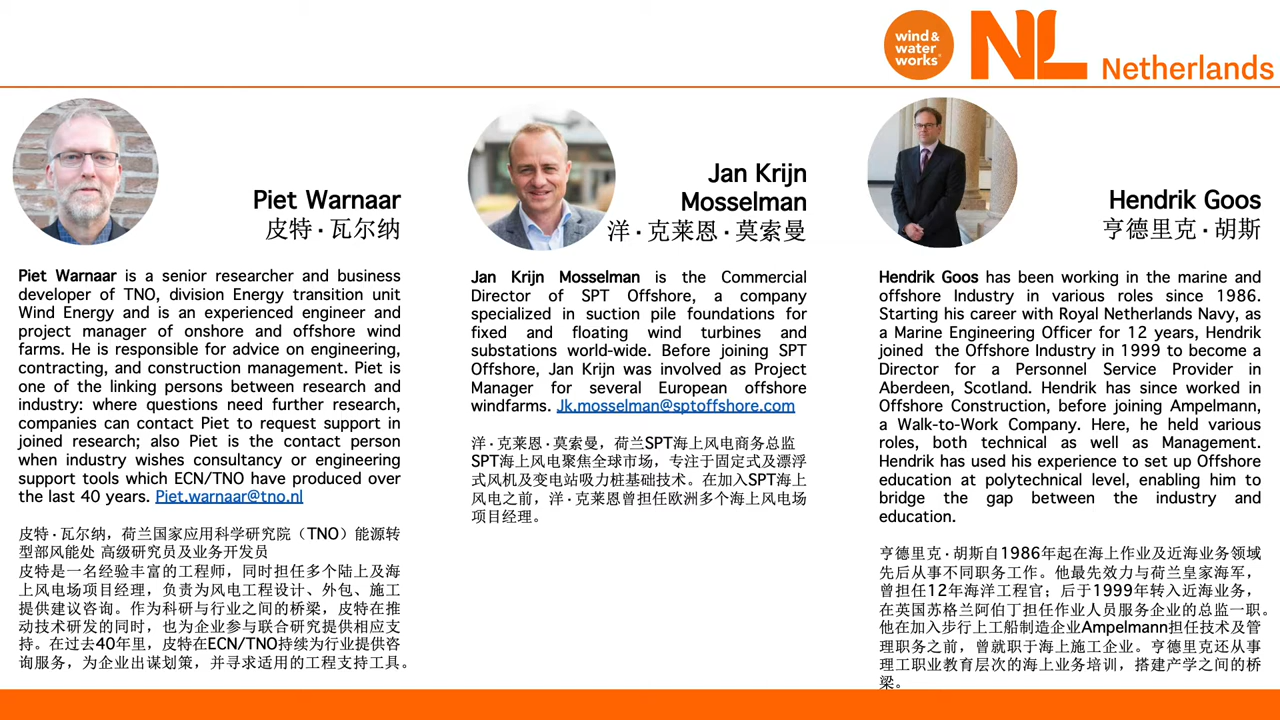 wind &
water
works
NL Netherlands
Piet Warnaar
皮特·瓦尔纳
Piet Warnaar is a senior researcher and business
developer of TNO, division Energy transition unit
Wind Energy and is an experienced engineer and
project manager of onshore and offshore wind
farms. He is responsible for advice on engineering,
contracting, and construction management. Piet is
one of the linking persons between research and
industry: where questions need further research,
companies can contact Piet to request support in
joined research; also Piet is the contact person
when industry wishes consultancy or engineering
support tools which ECN/TNO have produced over
the last 40 years. Piet.warnaar@tno.nl
皮特·瓦尔纳，荷兰国家应用科学研究院（TNO）能源转
型部风能处 高级研究员及业务开发员
皮特是一名经验丰富的工程师，同时担任多个陆上及海
上风电场项目经理，负责为风电工程设计、外包、施工
提供建议咨询。作为科研与行业之间的桥梁，皮特在推
动技术研发的同时，也为企业参与联合研究提供相应支
持。在过去40年里，皮特在ECN/TNO持续为行业提供咨
询服务，为企业出谋划策，并寻求适用的工程支持工具。
Jan Krijn
Mosselman
洋·克莱恩·莫索曼
Jan Krijn Mosselman is the Commercial
Director of SPT Offshore, a company
specialized in suction pile foundations for
fixed and floating wind turbines and
substations world-wide. Before joining SPT
Offshore, Jan Krijn was involved as Project
Manager for several European offshore
windfarms. Jk.mosselman@sptoffshore.com
洋·克莱恩·莫索曼，荷兰SPT海上风电商务总监
SPT海上风电聚焦全球市场，专注于固定式及漂浮
式风机及变电站吸力桩基础技术。在加入SPT海上
风电之前，洋·克莱恩曾担任欧洲多个海上风电场
项目经理。
Hendrik Goos
亨德里克·胡斯
Hendrik Goos has been working in the marine and
offshore Industry in various roles since 1986.
Starting his career with Royal Netherlands Navy, as
a Marine Engineering Officer for 12 years, Hendrik
joined the Offshore Industry in 1999 to become a
Director for a Personnel Service Provider in
Aberdeen, Scotland. Hendrik has since worked in
Offshore Construction, before joining Ampelmann,
a Walk-to-Work Company. Here, he held various
roles, both technical as well as Management.
Hendrik has used his experience to set up Offshore
education at polytechnical level, enabling him to
bridge the gap between the industry and
education.
亨德里克·胡斯自1986年起在海上作业及近海业务领域
先后从事不同职务工作。他最先效力与荷兰皇家海军，
曾担任12年海洋工程官；后于1999年转入近海业务，
在英国苏格兰阿伯丁担任作业人员服务企业的总监一职。
他在加入步行上工船制造企业Ampelmann担任技术及管
理职务之前，曾就职于海上施工企业。亨德里克还从事
理工职业教育层次的海上业务培训，搭建产学之间的桥
梁。